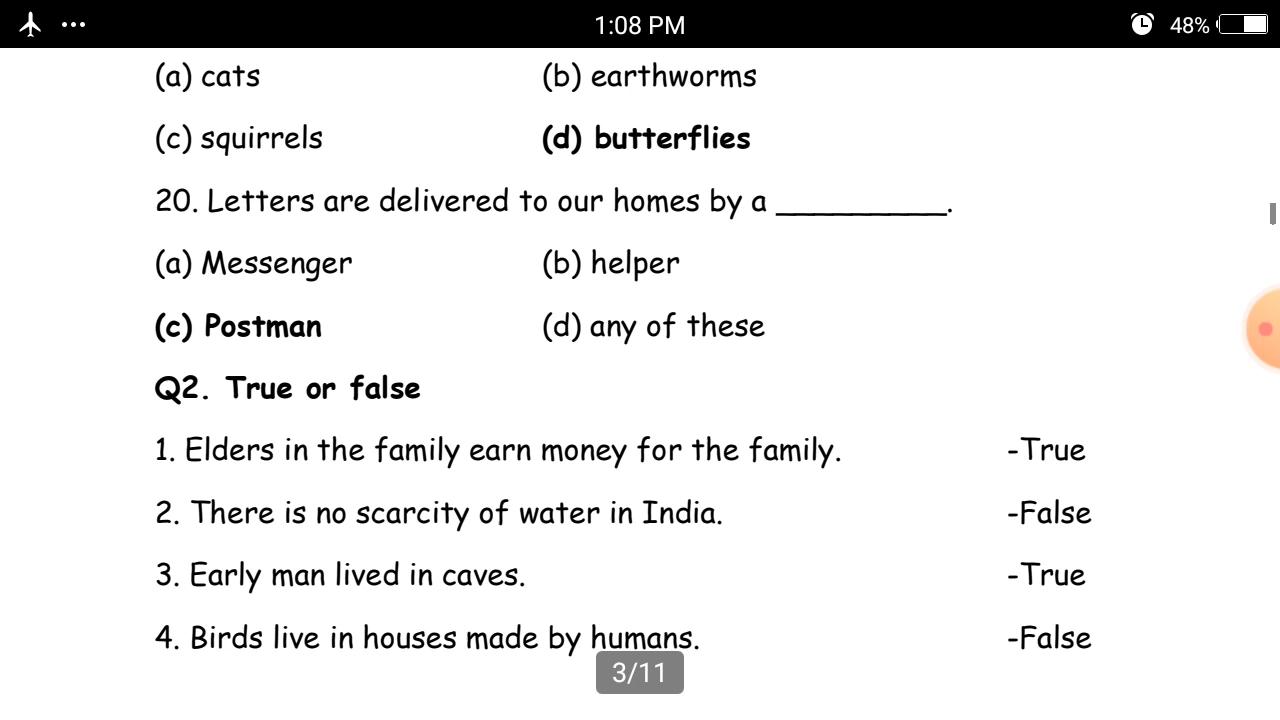 1:08 PM 48%
(a) cats (b) earthworms
(c) squirrels (d) butterflies
20. Letters are delivered to our homes by a _________.
(a) Messenger (b) helper
(c) Postman (d) any of these
Q2. True or false
1. Elders in the family earn money for the family. -True
2. There is no scarcity of water in India. -False
3. Early man lived in caves. -True
4. Birds live in houses made by humans. -False
3/11